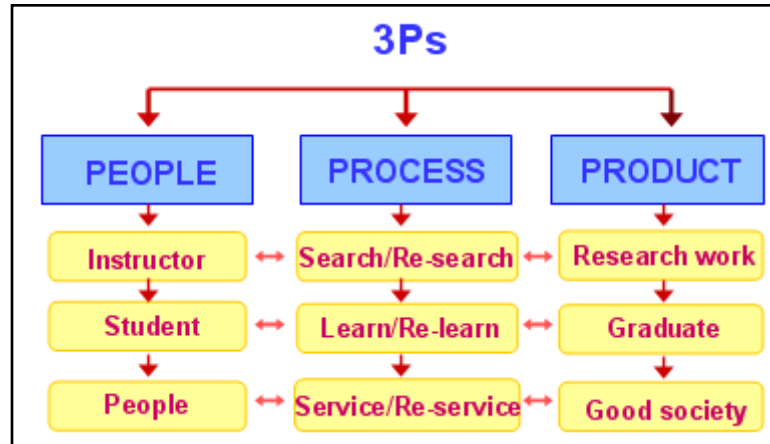 3Ps
PEOPLE PROCESS PRODUCT
Instructor Search/Re-search Research work
Student Learn/Re-learn Graduate
People Service/Re-service Good society